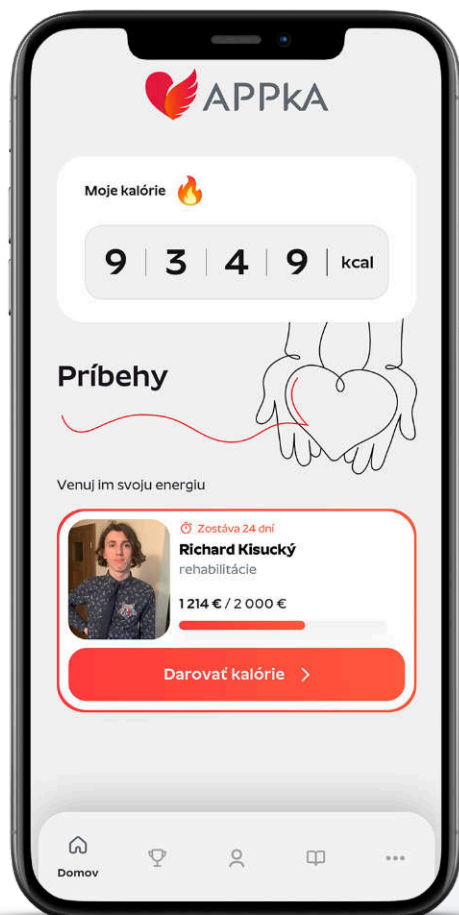 APPkA
Moje kalórie
9 | 3 | 4 | 9 | kcal
Príbehy
Venuj im svoju energiu
Zostáva 24 dní
Richard Kisucký
rehabilitácie
1 214 € / 2 000 €
Darovať kalórie
Domov